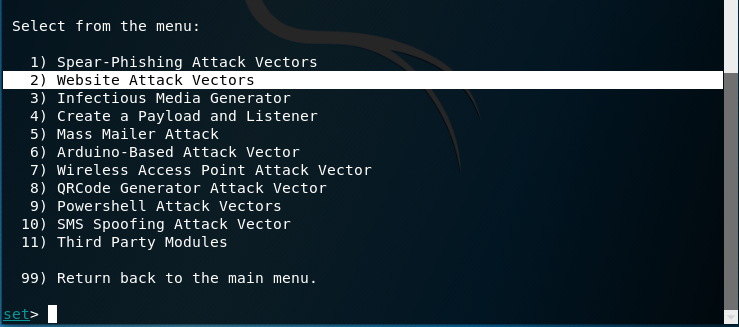 Select from the menu:
1) Spear-Phishing Attack Vectors
2) Website Attack Vectors
3) Infectious Media Generator
4) Create a Payload and Listener
5) Mass Mailer Attack
6) Arduino-Based Attack Vector
7) Wireless Access Point Attack Vector
8) QRCode Generator Attack Vector
9) Powershell Attack Vectors
10) SMS Spoofing Attack Vector
11) Third Party Modules
99) Return back to the main menu.
set>